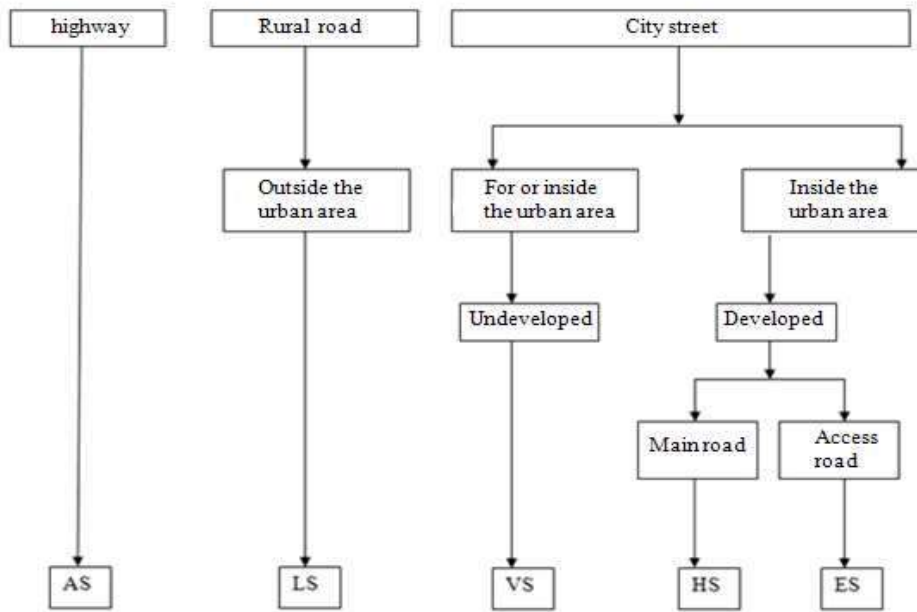 highway
Rural road
City street
Outside the
urban area
For or inside
the urban area
Inside the
urban area
Undeveloped
Developed
Main road
Access
road
AS
LS
VS
HS
ES